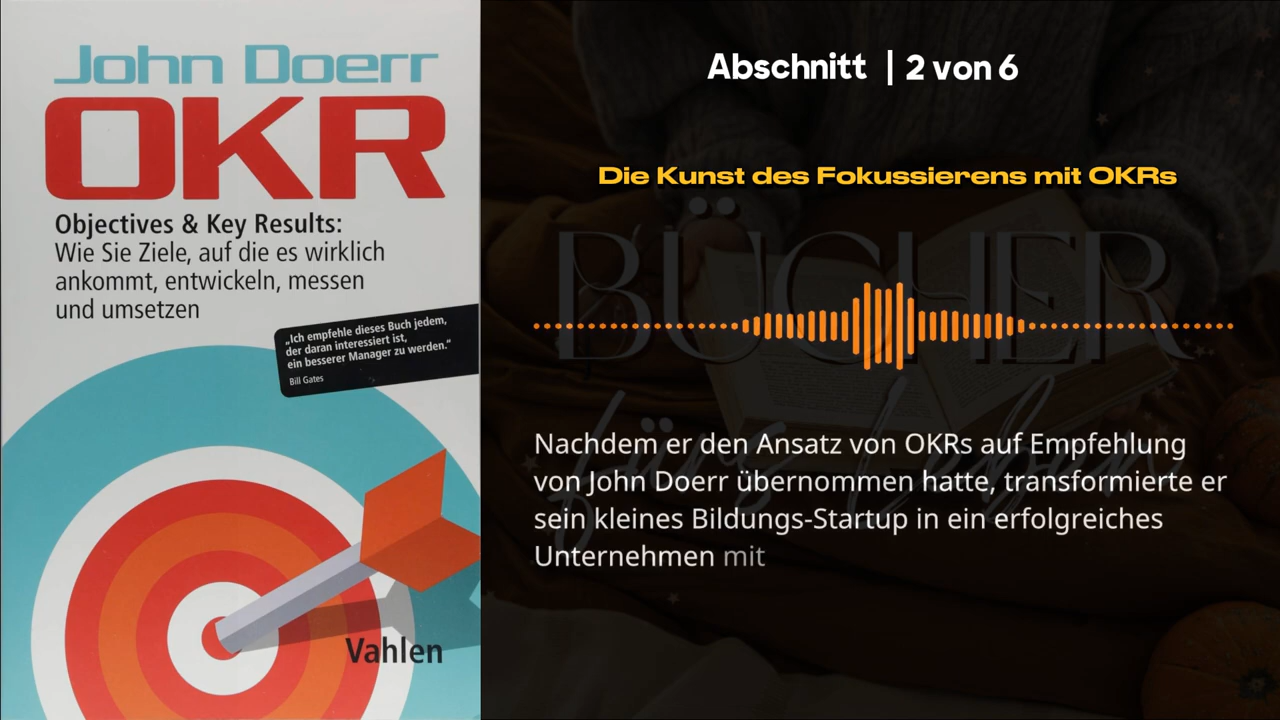 John Doerr
OKR
Objectives & Key Results:
Wie Sie Ziele, auf die es wirklich
ankommt, entwickeln, messen
und umsetzen
„Ich empfehle dieses Buch jedem,
der daran interessiert ist,
ein besserer Manager zu werden.“
Bill Gates
Vahlen
Abschnitt | 2 von 6
Die Kunst des Fokussierens mit OKRs
BÜCHER
fürs Leben
Nachdem er den Ansatz von OKRs auf Empfehlung
von John Doerr übernommen hatte, transformierte er
sein kleines Bildungs-Startup in ein erfolgreiches
Unternehmen mit